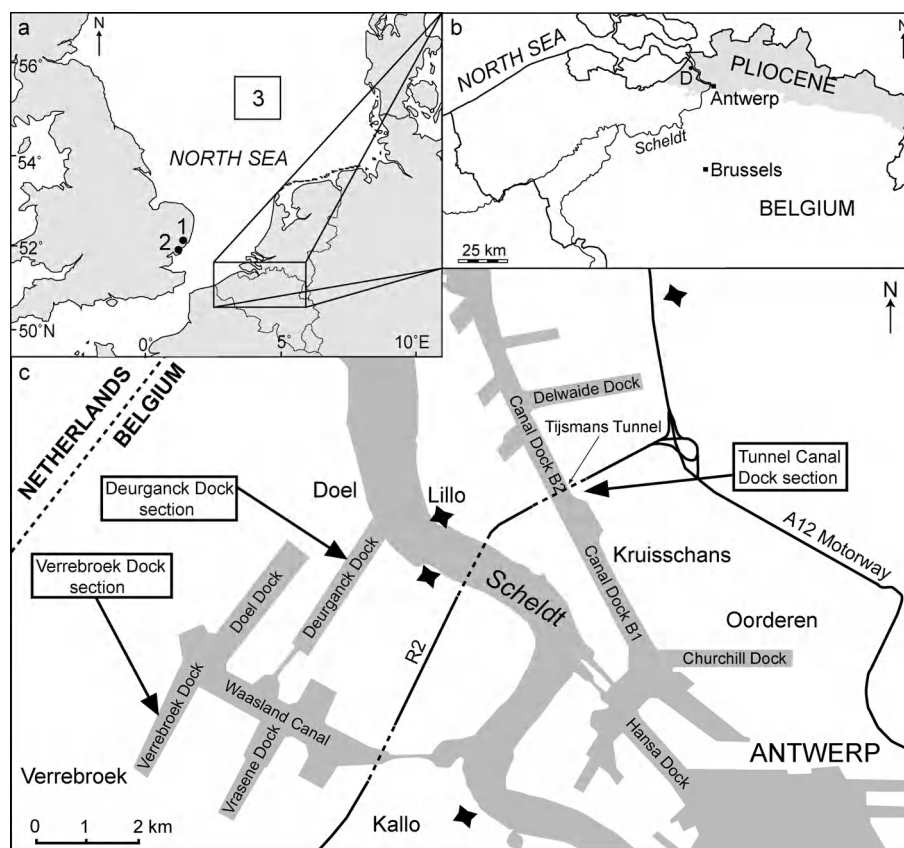 a
N
56˚
3
54˚
NORTH SEA
1
52˚
2
50˚N
0˚
5˚
10˚E
b
N
NORTH SEA
D
PLIOCENE
Antwerp
Scheldt
Brussels
BELGIUM
25 km
c
N
NETHERLANDS
BELGIUM
Delwaide Dock
Canal Dock B2
Tijsmans Tunnel
Tunnel Canal
Dock section
Deurganck Dock
section
Doel
Lillo
A12 Motorway
Verrebroek Dock
section
Doel Dock
Deurganck Dock
Scheldt
Kruisschans
Canal Dock B1
Oorderen
R2
Churchill Dock
Verrebroek Dock
Waasland Canal
Vrasene Dock
Hansa Dock
ANTWERP
Verrebroek
Kallo
0 1 2 km